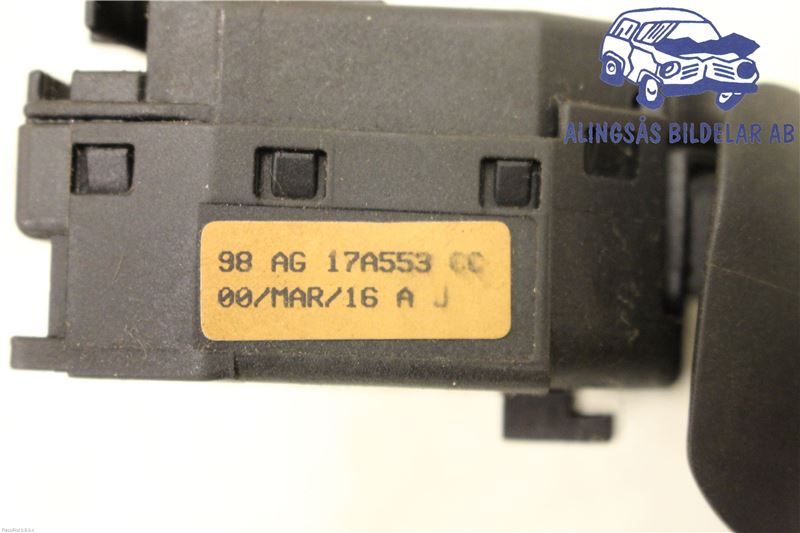 ALINGSÅS BILDELAR AB
98 AG 17A553 CC
00/MAR/16 A J